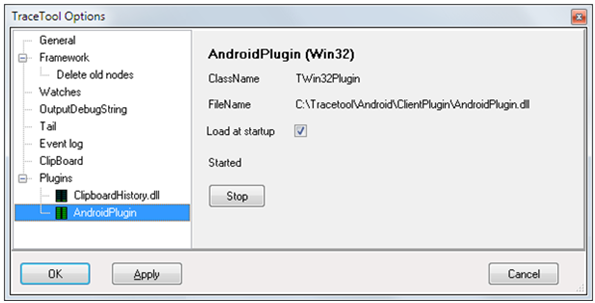 TraceTool Options
General
Framework
Delete old nodes
Watches
OutputDebugString
Tail
Event log
ClipBoard
Plugins
ClipboardHistory.dll
AndroidPlugin
AndroidPlugin (Win32)
ClassName TWin32Plugin
FileName C:\Tracetool\Android\ClientPlugin\AndroidPlugin.dll
Load at startup
Started
Stop
OK Apply Cancel